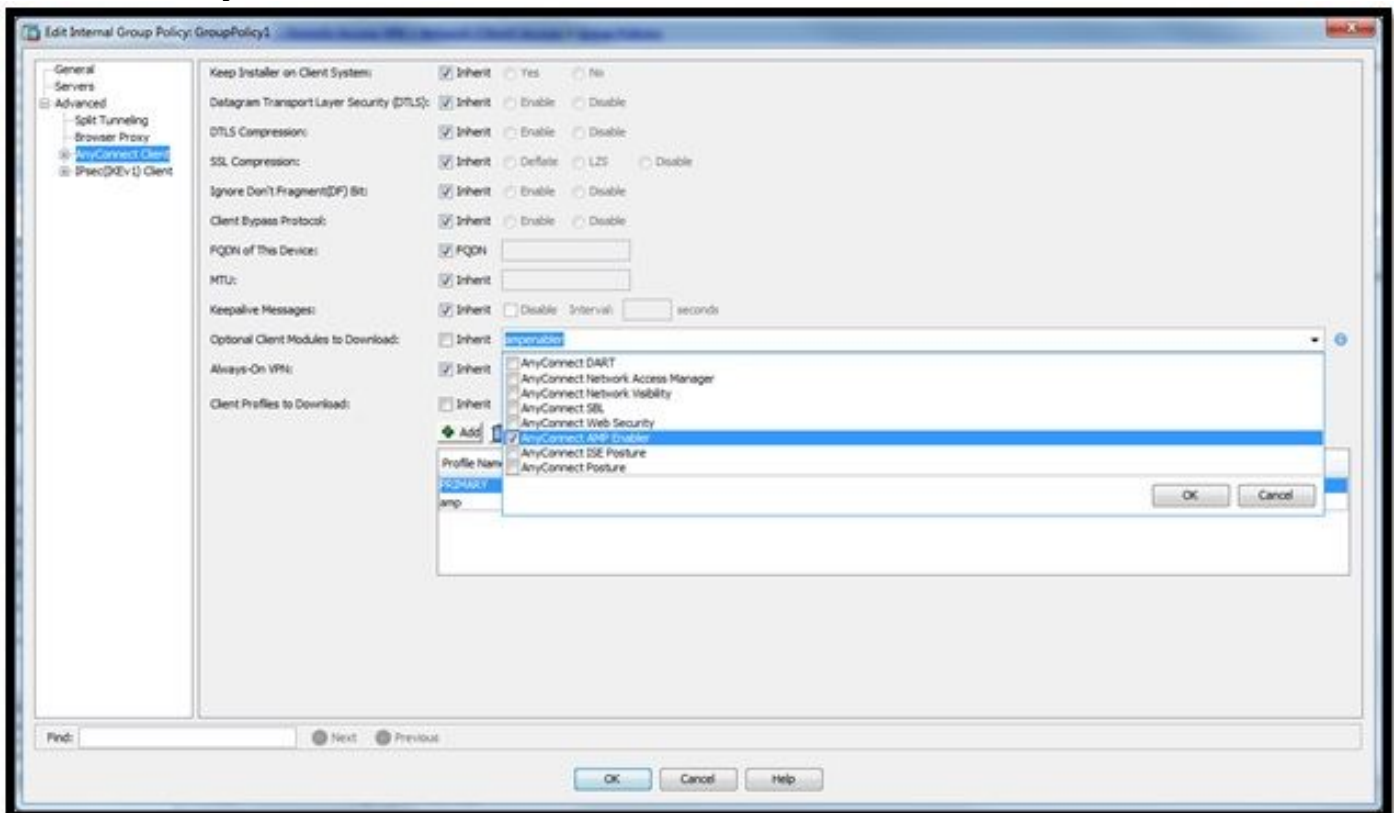 Edit Internal Group Policy: GroupPolicy1
General
Servers
Advanced
Split Tunneling
Browser Proxy
AnyConnect Client
IPsec(IKEv1) Client
Keep Installer on Client System: Inherit Yes No
Datagram Transport Layer Security (DTLS): Inherit Enable Disable
DTLS Compression: Inherit Enable Disable
SSL Compression: Inherit Deflate LZS Disable
Ignore Don't Fragment(DF) Bit: Inherit Enable Disable
Client Bypass Protocol: Inherit Enable Disable
FQDN of This Device: FQDN
MTU: Inherit
Keepalive Messages: Inherit Disable Interval: seconds
Optional Client Modules to Download: Inherit ampenabler
Always-On VPN: Inherit
Client Profiles to Download: Inherit
AnyConnect DART
AnyConnect Network Access Manager
AnyConnect Network Visibility
AnyConnect SBL
AnyConnect Web Security
AnyConnect AMP Enabler
AnyConnect ISE Posture
AnyConnect Posture
Add
Profile Name
PRIMARY
amp
OK Cancel
Find: Next Previous
OK Cancel Help